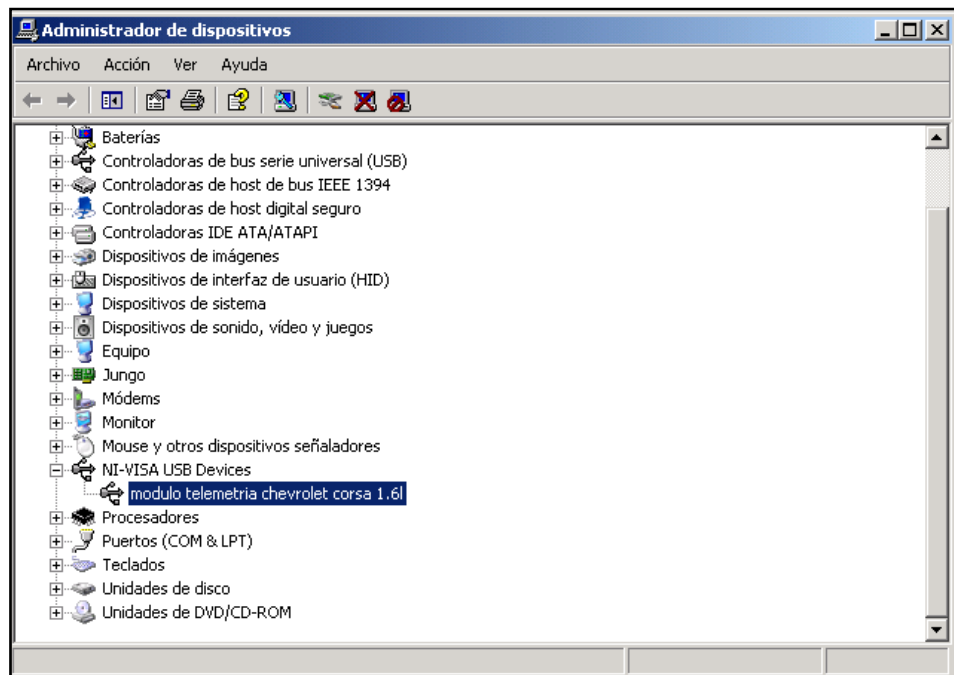 Administrador de dispositivos
Archivo Acción Ver Ayuda
Baterías
Controladoras de bus serie universal (USB)
Controladoras de host de bus IEEE 1394
Controladoras de host digital seguro
Controladoras IDE ATA/ATAPI
Dispositivos de imágenes
Dispositivos de interfaz de usuario (HID)
Dispositivos de sistema
Dispositivos de sonido, vídeo y juegos
Equipo
Jungo
Módems
Monitor
Mouse y otros dispositivos señaladores
NI-VISA USB Devices
modulo telemetria chevrolet corsa 1.6l
Procesadores
Puertos (COM & LPT)
Teclados
Unidades de disco
Unidades de DVD/CD-ROM